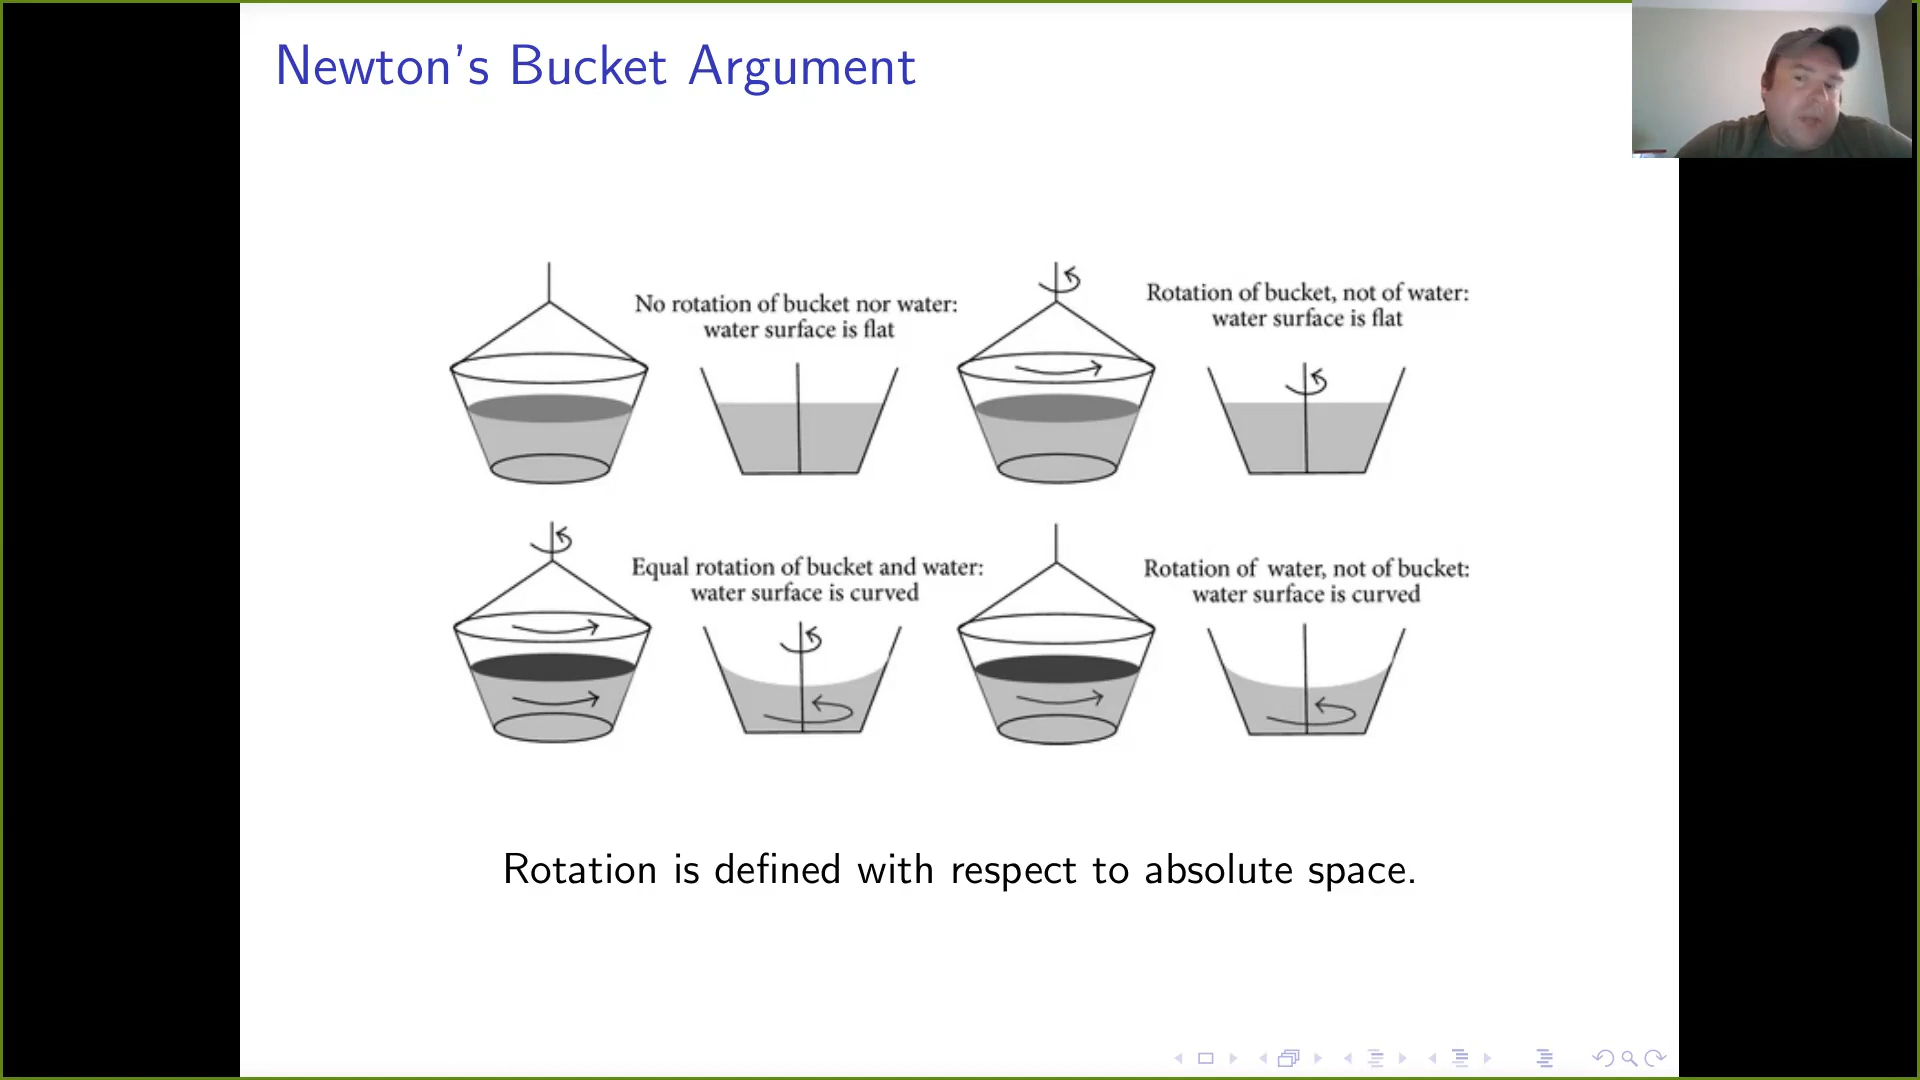 Newton's Bucket Argument
No rotation of bucket nor water:
water surface is flat
Rotation of bucket, not of water:
water surface is flat
Equal rotation of bucket and water:
water surface is curved
Rotation of water, not of bucket:
water surface is curved
Rotation is defined with respect to absolute space.